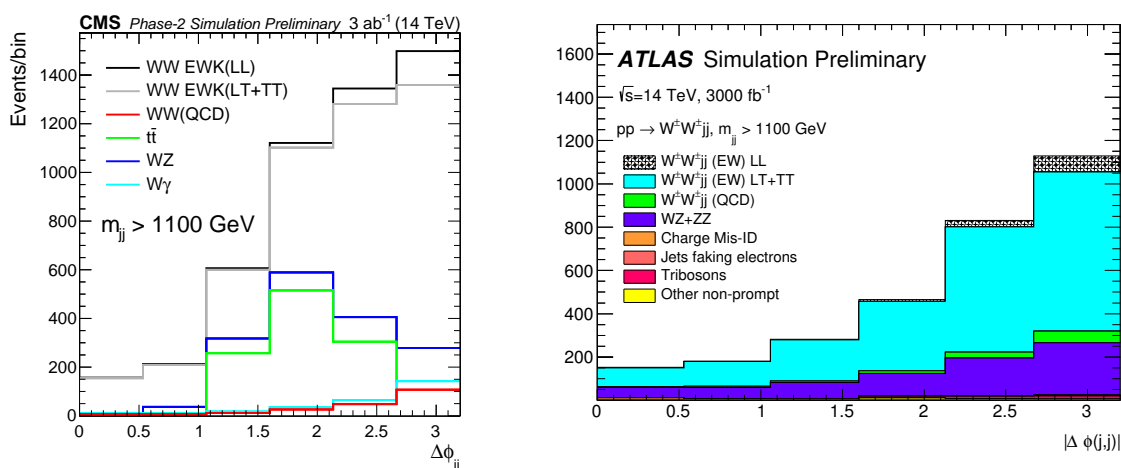 CMS Phase-2 Simulation Preliminary 3 ab⁻¹ (14 TeV)
Events/bin
1400
1200
1000
800
600
400
200
0
WW EWK(LL)
WW EWK(LT+TT)
WW(QCD)
tt̄
WZ
Wγ
m_jj > 1100 GeV
0 0.5 1 1.5 2 2.5 3
Δϕ_jj
1600
1400
1200
1000
800
600
400
200
ATLAS Simulation Preliminary
√s=14 TeV, 3000 fb⁻¹
pp → W±W±jj, m_jj > 1100 GeV
W±W±jj (EW) LL
W±W±jj (EW) LT+TT
W±W±jj (QCD)
WZ+ZZ
Charge Mis-ID
Jets faking electrons
Tribosons
Other non-prompt
0 0.5 1 1.5 2 2.5 3
|Δ ϕ(j,j)|